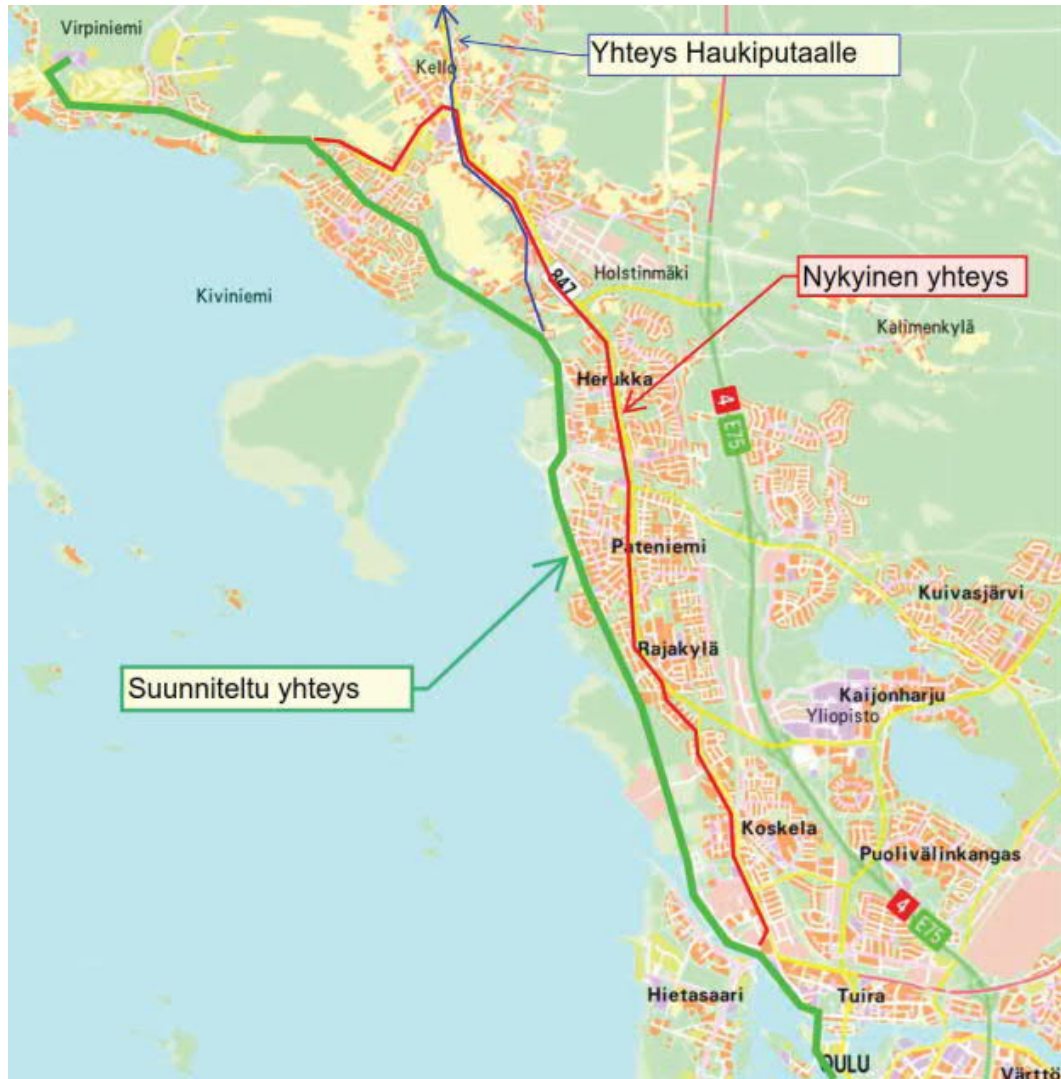 Virpiniemi
Kello
Yhteys Haukiputaalle
Nykyinen yhteys
Holstinmäki
847
Kiviniemi
Kalimenkylä
Herukka
4
E75
Pateniemi
Kuivasjärvi
Rajakylä
Suunniteltu yhteys
Kaijonharju
Yliopisto
Koskela
Puolivälinkangas
4
E75
Hietasaari
Tuira
OULU
Värttö